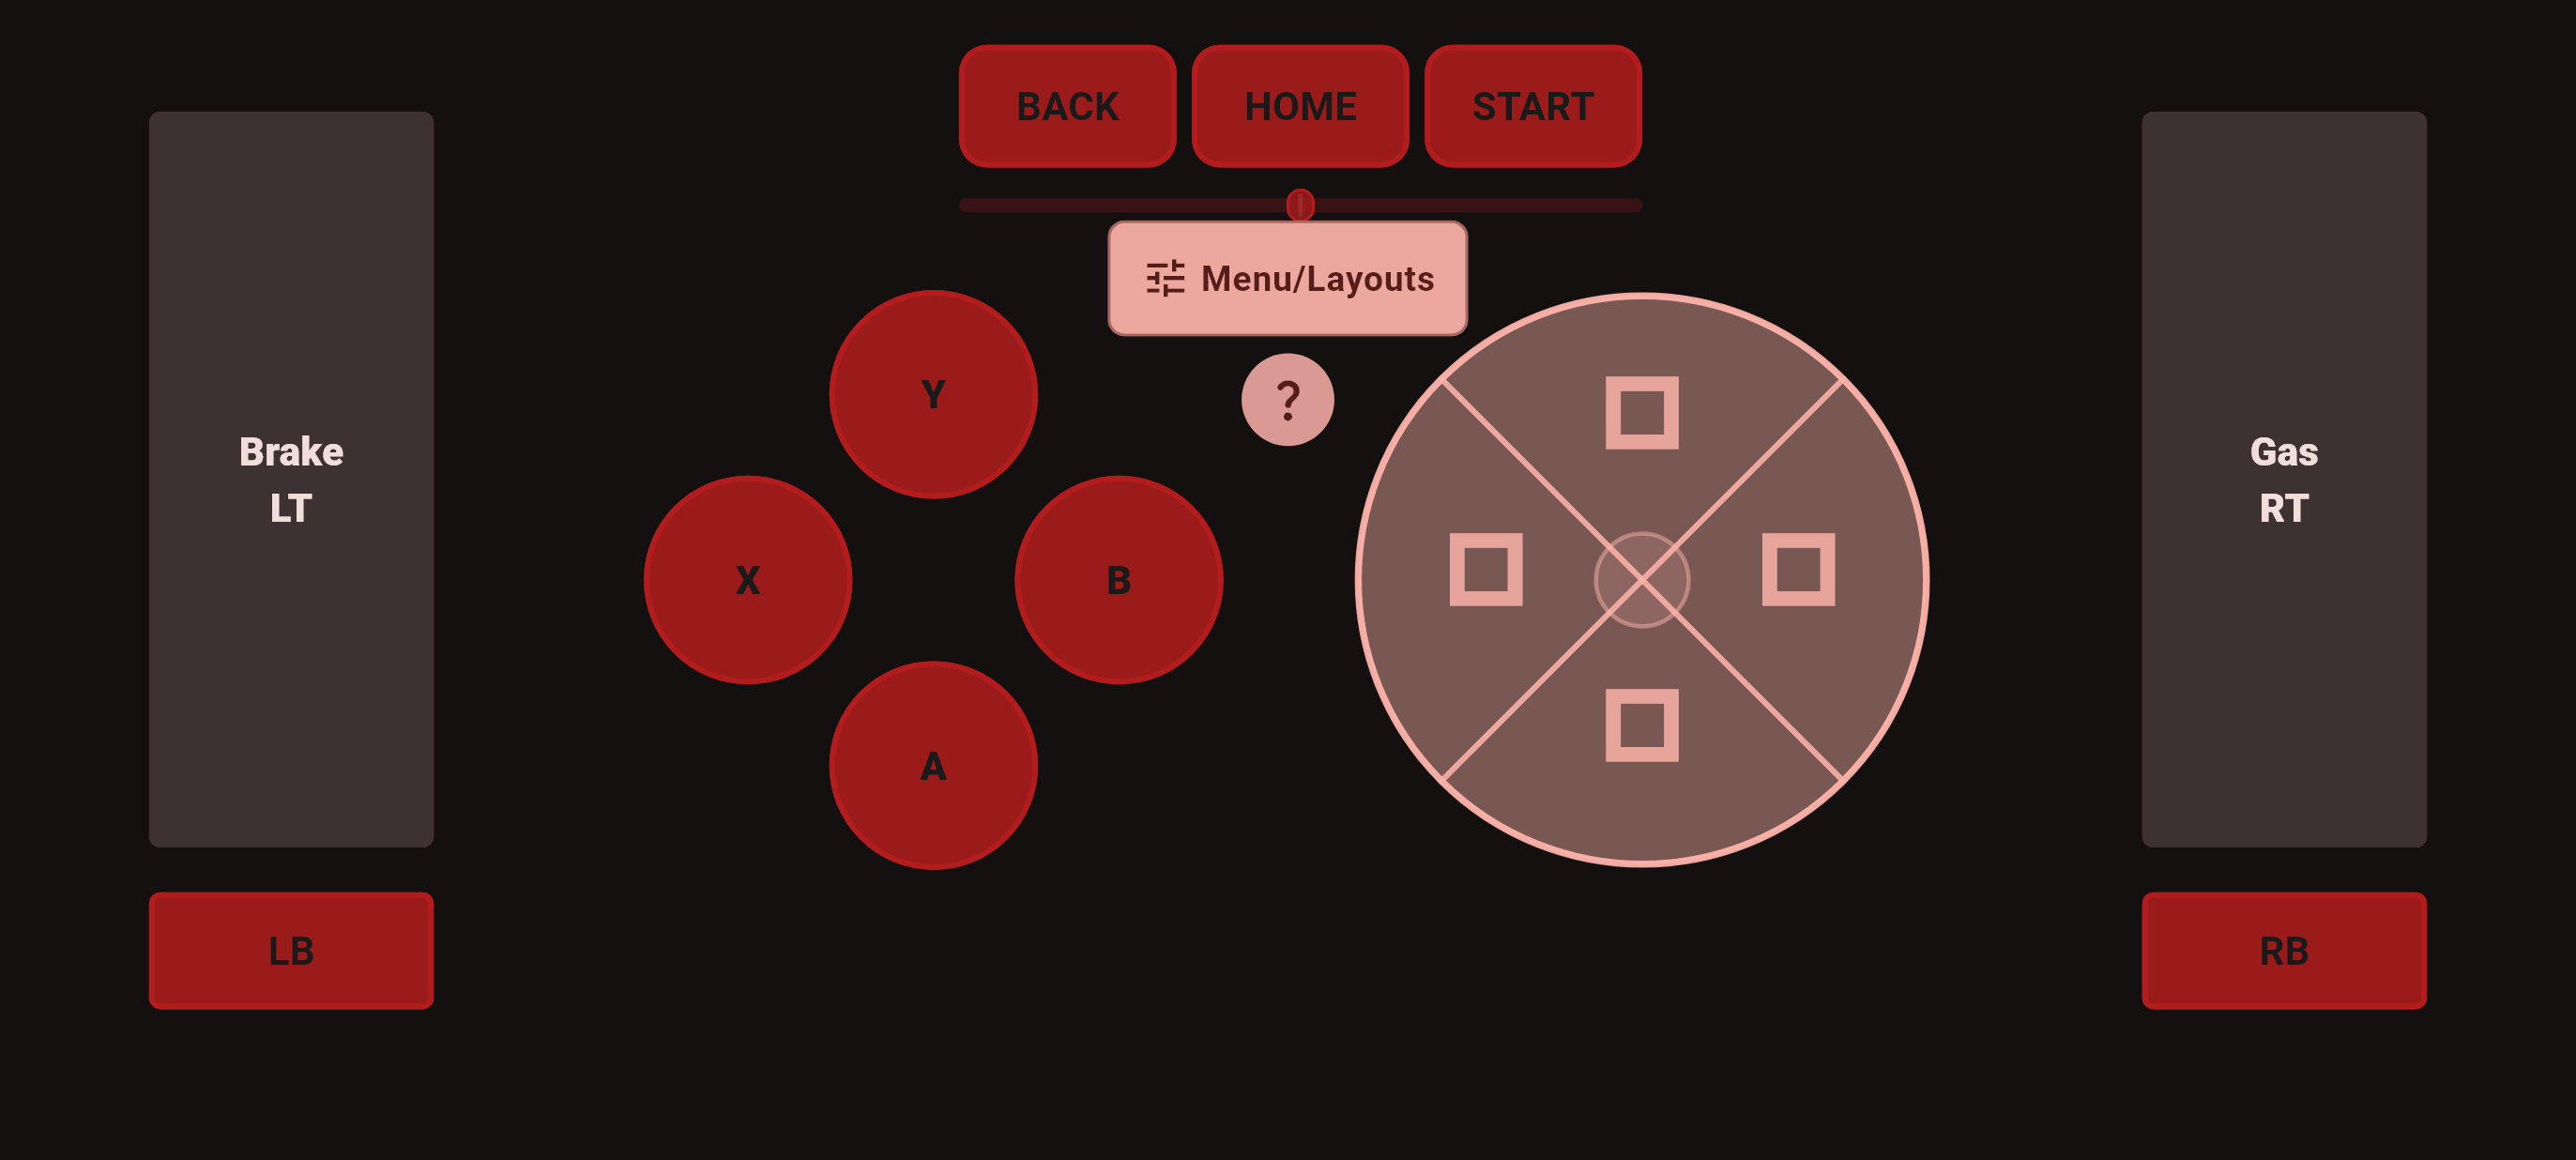 BACK
HOME
START
Menu/Layouts
?
Brake
LT
Y
X
B
A
Gas
RT
LB
RB